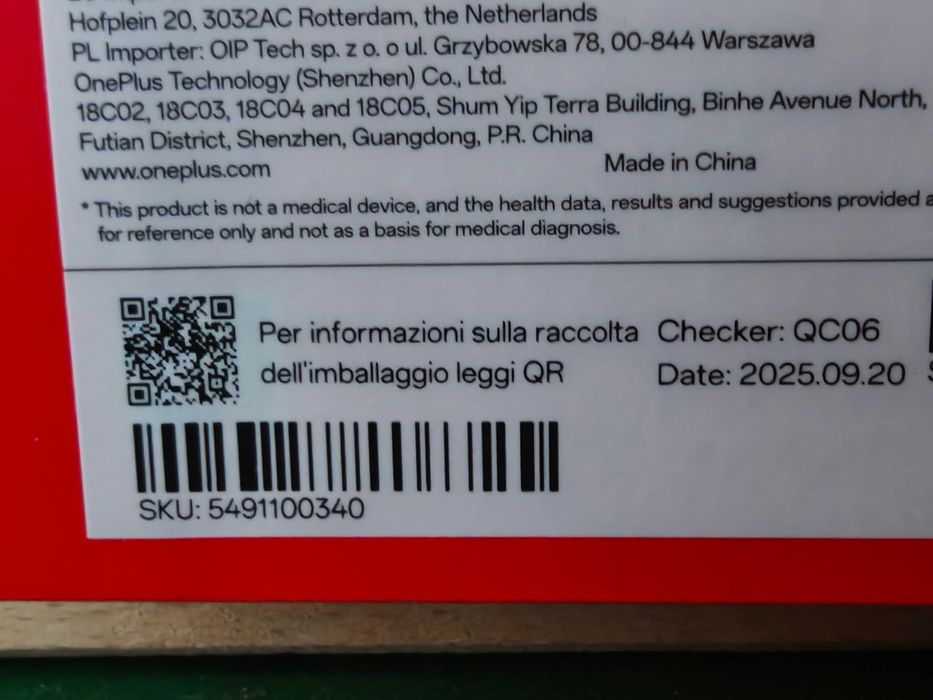 Hofplein 20, 3032AC Rotterdam, the Netherlands
PL Importer: OIP Tech sp. z o. o ul. Grzybowska 78, 00-844 Warszawa
OnePlus Technology (Shenzhen) Co., Ltd.
18C02, 18C03, 18C04 and 18C05, Shum Yip Terra Building, Binhe Avenue North,
Futian District, Shenzhen, Guangdong, P.R. China
www.oneplus.com Made in China
* This product is not a medical device, and the health data, results and suggestions provided
for reference only and not as a basis for medical diagnosis.
Per informazioni sulla raccolta
dell'imballaggio leggi QR
Checker: QC06
Date: 2025.09.20
SKU: 5491100340